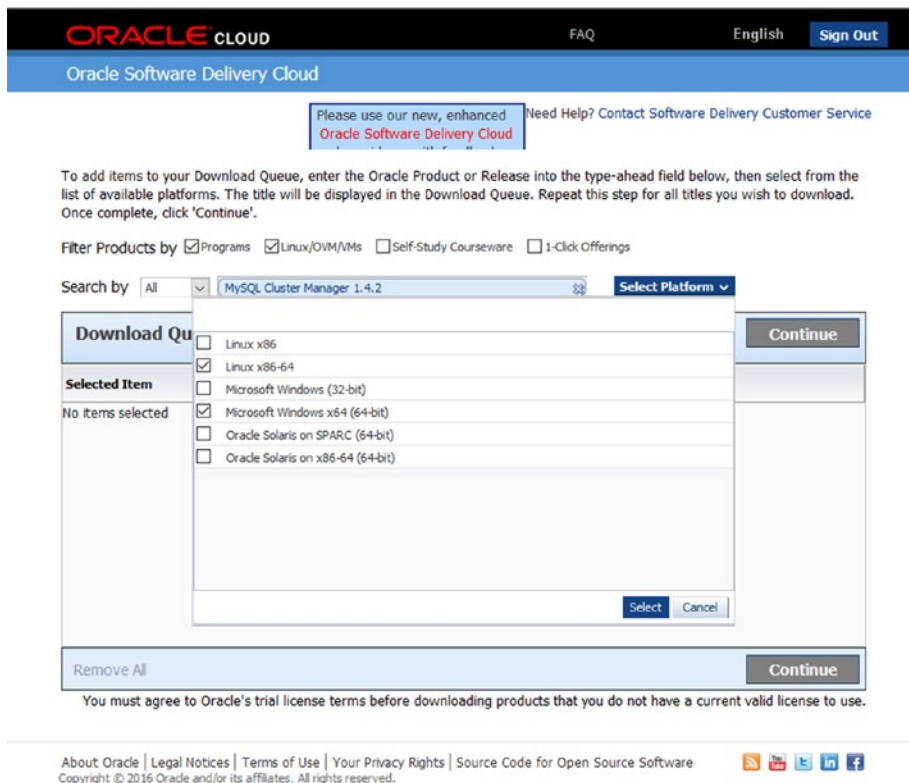 ORACLE CLOUD FAQ English Sign Out
Oracle Software Delivery Cloud
Please use our new, enhanced
Oracle Software Delivery Cloud
Need Help? Contact Software Delivery Customer Service
To add items to your Download Queue, enter the Oracle Product or Release into the type-ahead field below, then select from the
list of available platforms. The title will be displayed in the Download Queue. Repeat this step for all titles you wish to download.
Once complete, click 'Continue'.
Filter Products by Programs Linux/OVM/VMs Self-Study Courseware 1-Click Offerings
Search by All MySQL Cluster Manager 1.4.2 Select Platform
Download Qu Continue
Linux x86
Linux x86-64
Selected Item
Microsoft Windows (32-bit)
No items selected
Microsoft Windows x64 (64-bit)
Oracle Solaris on SPARC (64-bit)
Oracle Solaris on x86-64 (64-bit)
Select Cancel
Remove All Continue
You must agree to Oracle's trial license terms before downloading products that you do not have a current valid license to use.
About Oracle | Legal Notices | Terms of Use | Your Privacy Rights | Source Code for Open Source Software
Copyright © 2016 Oracle and/or its affiliates. All rights reserved.